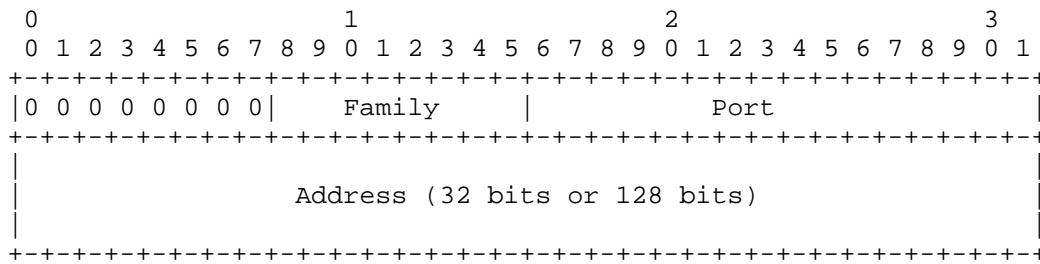 0                   1                   2                   3
 0 1 2 3 4 5 6 7 8 9 0 1 2 3 4 5 6 7 8 9 0 1 2 3 4 5 6 7 8 9 0 1
+-+-+-+-+-+-+-+-+-+-+-+-+-+-+-+-+-+-+-+-+-+-+-+-+-+-+-+-+-+-+-+-+
|0 0 0 0 0 0 0 0|    Family     |           Port                |
+-+-+-+-+-+-+-+-+-+-+-+-+-+-+-+-+-+-+-+-+-+-+-+-+-+-+-+-+-+-+-+-+
|                                                               |
|                 Address (32 bits or 128 bits)                 |
|                                                               |
+-+-+-+-+-+-+-+-+-+-+-+-+-+-+-+-+-+-+-+-+-+-+-+-+-+-+-+-+-+-+-+-+